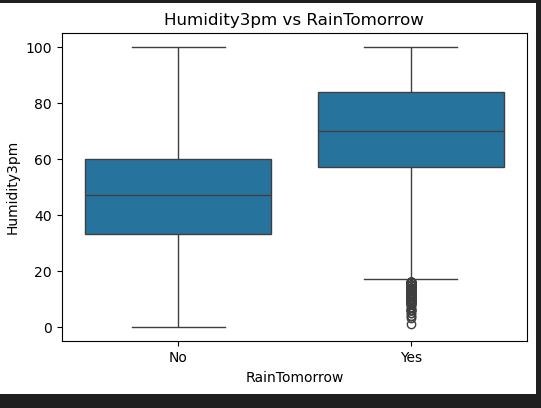 Humidity3pm vs RainTomorrow
100
80
60
40
20
0
Humidity3pm
No
Yes
RainTomorrow